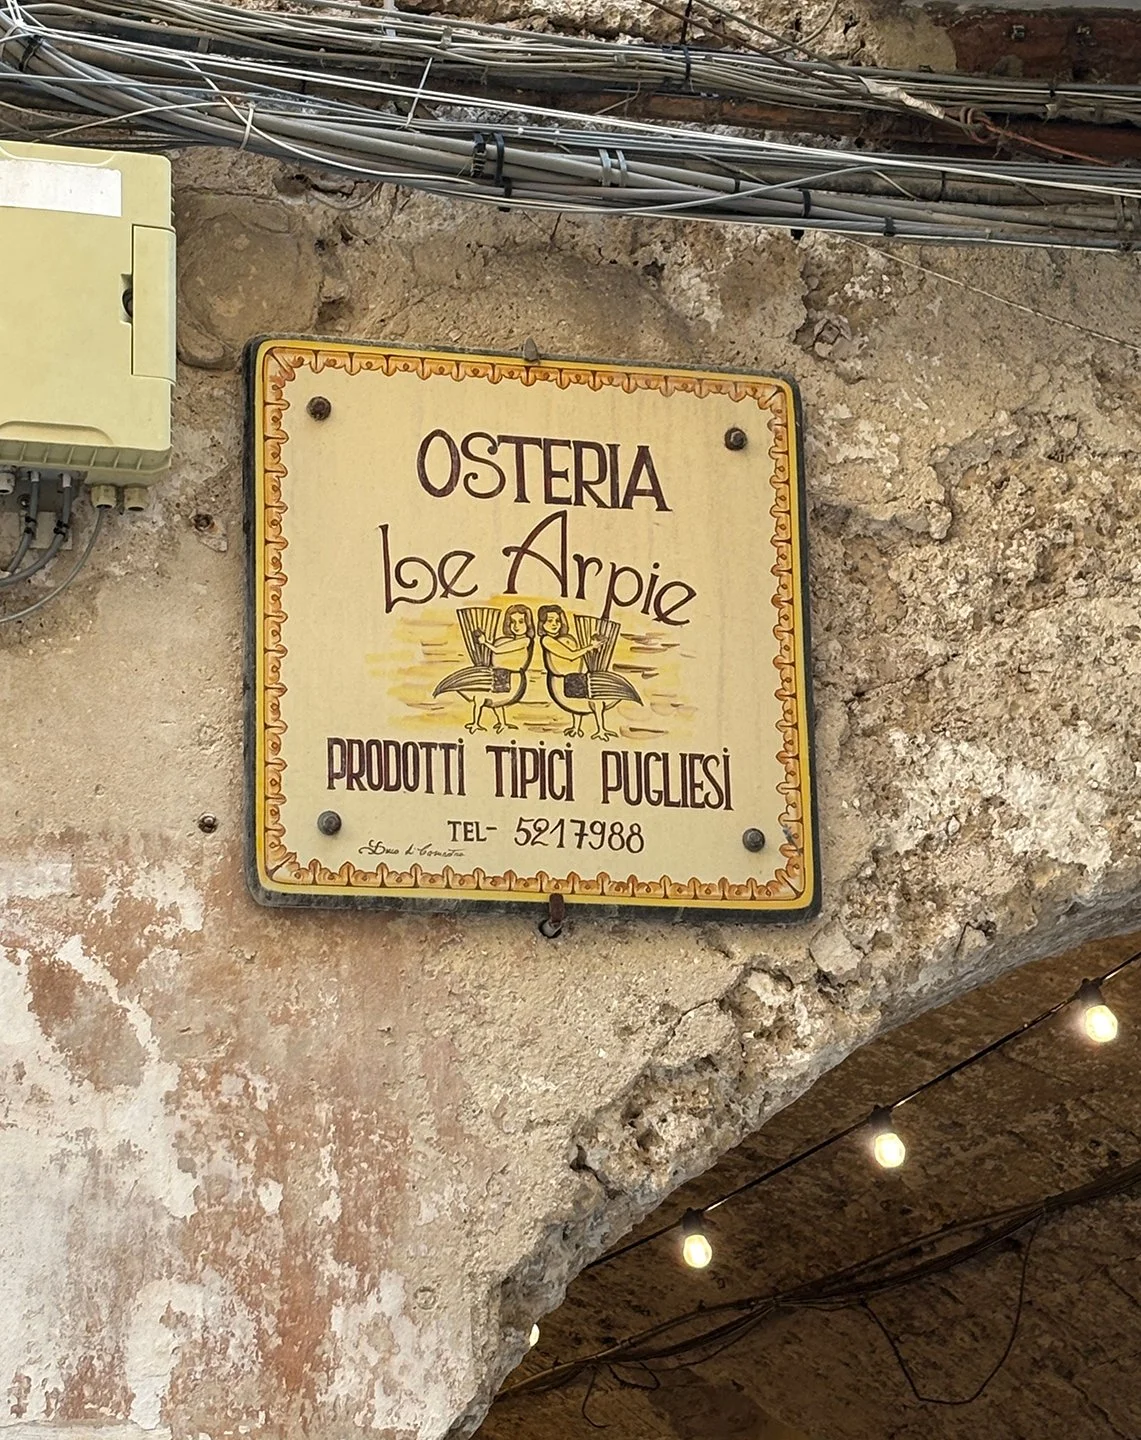 OSTERIA
Le Arpie
PRODOTTI TIPICI PUGLIESI
TEL- 5217988